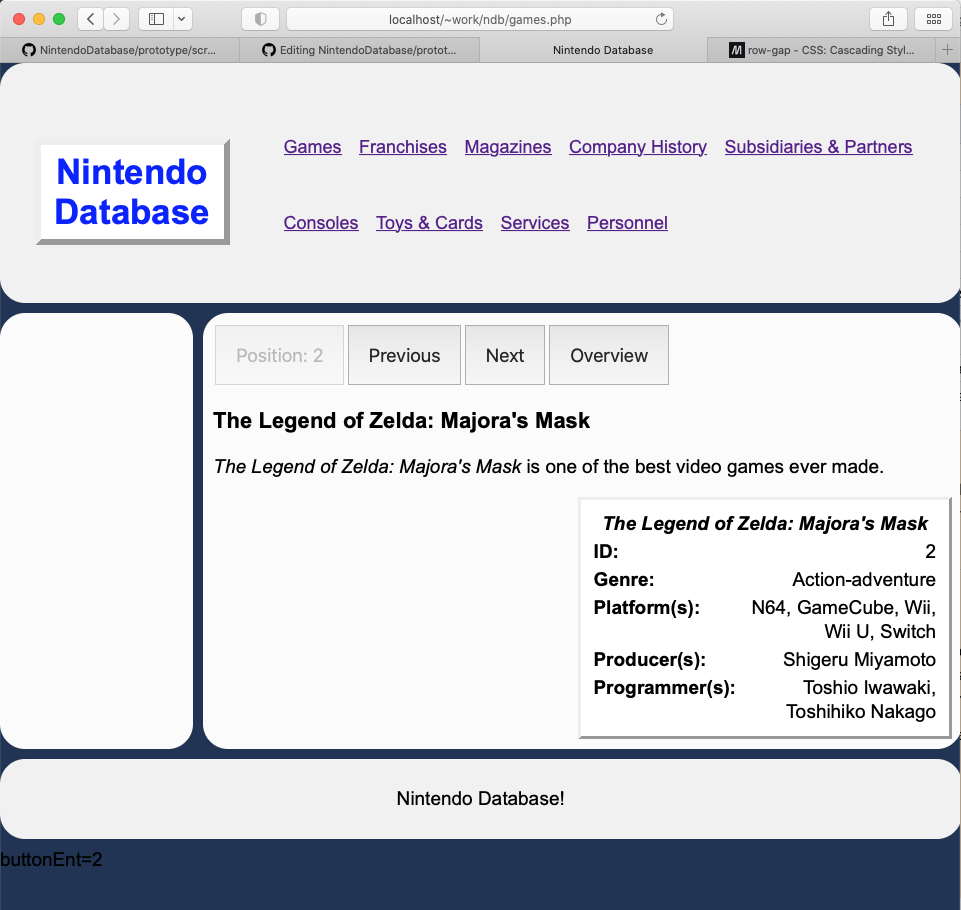 localhost/~work/ndb/games.php
NintendoDatabase/prototype/scr...
Editing NintendoDatabase/protot...
Nintendo Database
M row-gap - CSS: Cascading Styl...
Nintendo
Database
Games Franchises Magazines Company History Subsidiaries & Partners
Consoles Toys & Cards Services Personnel
Position: 2 Previous Next Overview
The Legend of Zelda: Majora's Mask
The Legend of Zelda: Majora's Mask is one of the best video games ever made.
The Legend of Zelda: Majora's Mask
ID: 2
Genre: Action-adventure
Platform(s): N64, GameCube, Wii,
Wii U, Switch
Producer(s): Shigeru Miyamoto
Programmer(s): Toshio Iwawaki,
Toshihiko Nakago
Nintendo Database!
buttonEnt=2